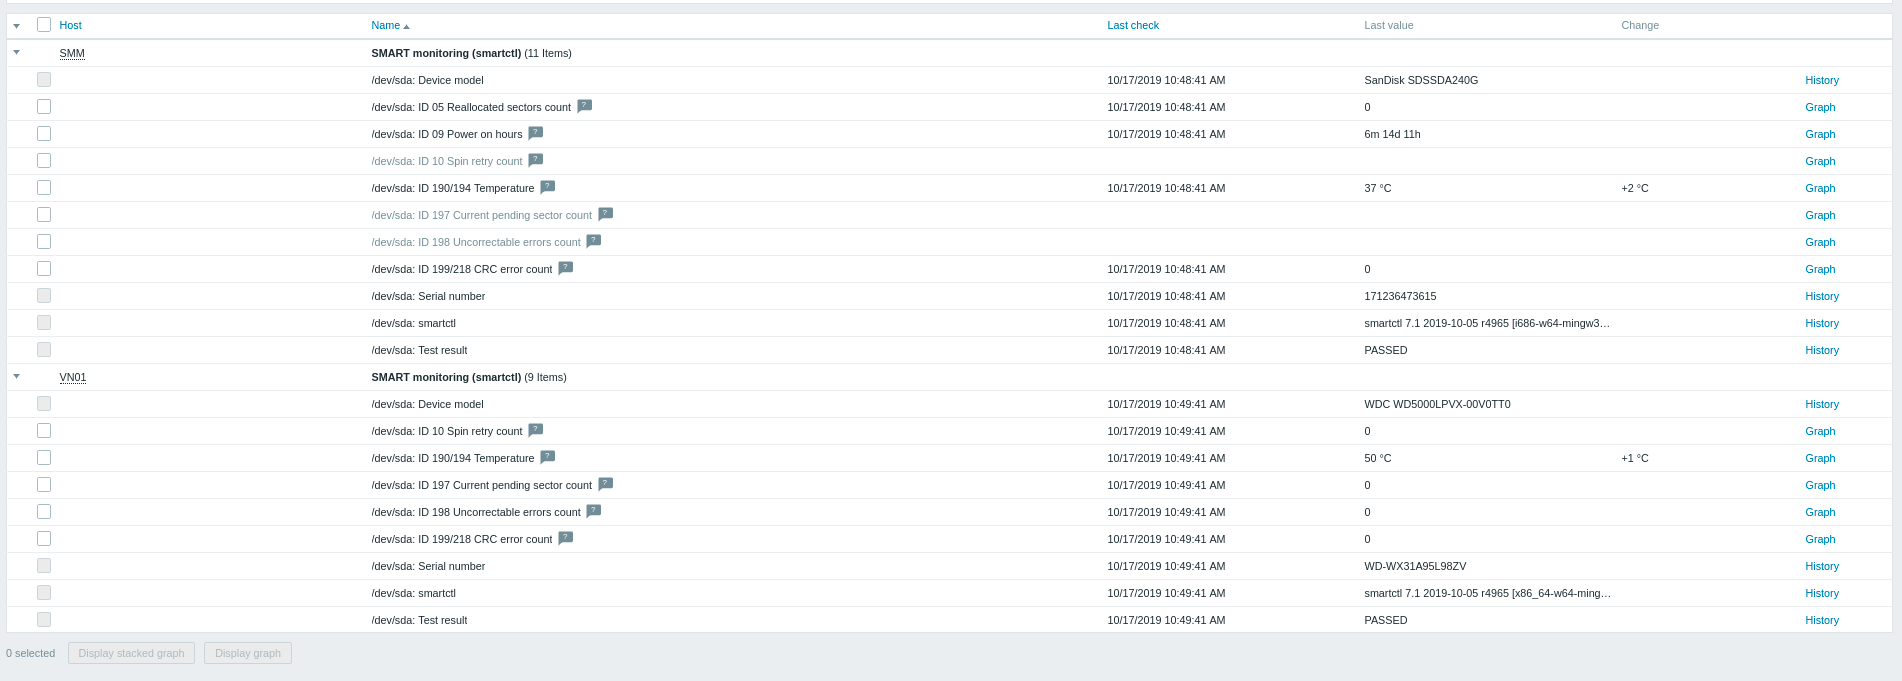 Host Name Last check Last value Change
SMM SMART monitoring (smartctl) (11 Items)
/dev/sda: Device model 10/17/2019 10:48:41 AM SanDisk SDSSDA240G History
/dev/sda: ID 05 Reallocated sectors count ? 10/17/2019 10:48:41 AM 0 Graph
/dev/sda: ID 09 Power on hours ? 10/17/2019 10:48:41 AM 6m 14d 11h Graph
/dev/sda: ID 10 Spin retry count ? Graph
/dev/sda: ID 190/194 Temperature ? 10/17/2019 10:48:41 AM 37 °C +2 °C Graph
/dev/sda: ID 197 Current pending sector count ? Graph
/dev/sda: ID 198 Uncorrectable errors count ? Graph
/dev/sda: ID 199/218 CRC error count ? 10/17/2019 10:48:41 AM 0 Graph
/dev/sda: Serial number 10/17/2019 10:48:41 AM 171236473615 History
/dev/sda: smartctl 10/17/2019 10:48:41 AM smartctl 7.1 2019-10-05 r4965 [i686-w64-mingw3... History
/dev/sda: Test result 10/17/2019 10:48:41 AM PASSED History
VN01 SMART monitoring (smartctl) (9 Items)
/dev/sda: Device model 10/17/2019 10:49:41 AM WDC WD5000LPVX-00V0TT0 History
/dev/sda: ID 10 Spin retry count ? 10/17/2019 10:49:41 AM 0 Graph
/dev/sda: ID 190/194 Temperature ? 10/17/2019 10:49:41 AM 50 °C +1 °C Graph
/dev/sda: ID 197 Current pending sector count ? 10/17/2019 10:49:41 AM 0 Graph
/dev/sda: ID 198 Uncorrectable errors count ? 10/17/2019 10:49:41 AM 0 Graph
/dev/sda: ID 199/218 CRC error count ? 10/17/2019 10:49:41 AM 0 Graph
/dev/sda: Serial number 10/17/2019 10:49:41 AM WD-WX31A95L98ZV History
/dev/sda: smartctl 10/17/2019 10:49:41 AM smartctl 7.1 2019-10-05 r4965 [x86_64-w64-ming... History
/dev/sda: Test result 10/17/2019 10:49:41 AM PASSED History
0 selected Display stacked graph Display graph